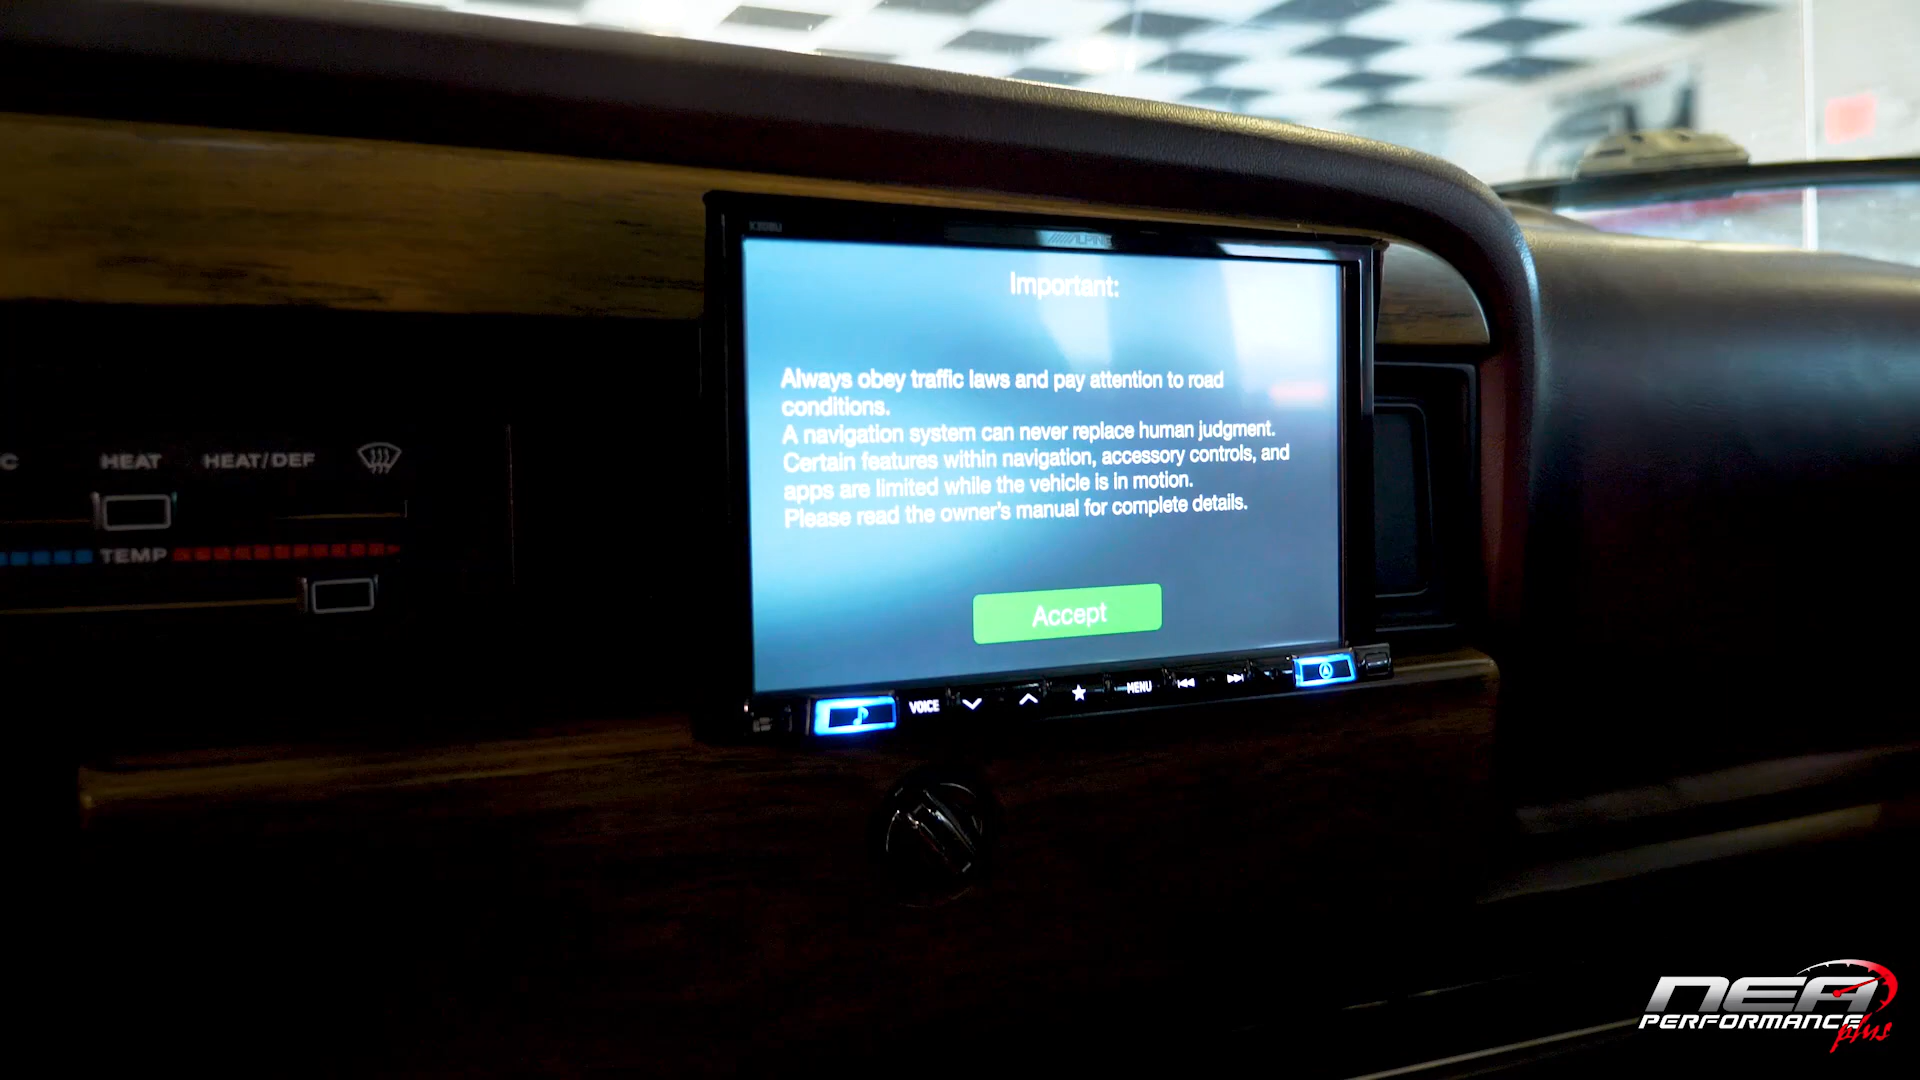 ALPINE
Important:
Always obey traffic laws and pay attention to road
conditions.
A navigation system can never replace human judgment.
Certain features within navigation, accessory controls, and
apps are limited while the vehicle is in motion.
Please read the owner's manual for complete details.
Accept
VOICE
MENU
C
HEAT
HEAT/DEF
TEMP
NEA
PERFORMANCE
plus